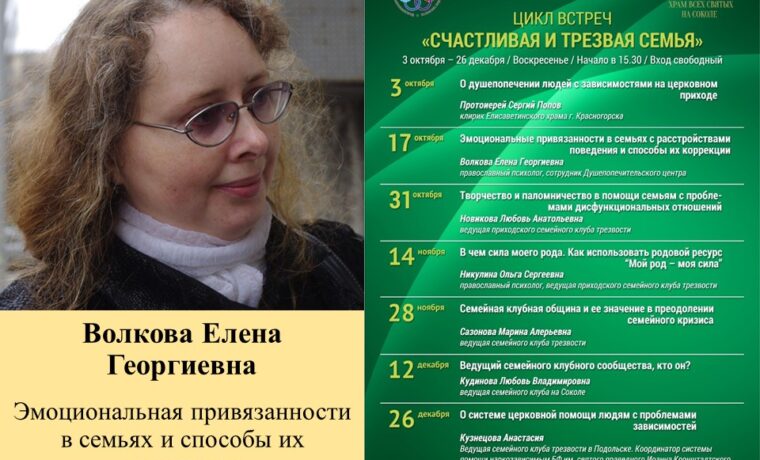 Волкова Елена
Георгиевна
Эмоциональная привязанности
в семьях и способы их
ХРАМ ВСЕХ СВЯТЫХ
НА СОКОЛЕ
ЦИКЛ ВСТРЕЧ
«СЧАСТЛИВАЯ И ТРЕЗВАЯ СЕМЬЯ»
3 октября – 26 декабря / Воскресенье / Начало в 15.30 / Вход свободный
3 октября
О душепопечении людей с зависимостями на церковном
приходе
Протоиерей Сергий Попов
клирик Елисаветинского храма г. Красногорска
17 октября
Эмоциональные привязанности в семьях с расстройствами
поведения и способы их коррекции
Волкова Елена Георгиевна
православный психолог, сотрудник Душепопечительского центра
31 октября
Творчество и паломничество в помощи семьям с пробле-
мами дисфункциональных отношений
Новикова Любовь Анатольевна
ведущая приходского семейного клуба трезвости
14 ноября
В чем сила моего рода. Как использовать родовой ресурс
"Мой род – моя сила"
Никулина Ольга Сергеевна
православный психолог, ведущая приходского семейного клуба трезвости
28 ноября
Семейная клубная община и ее значение в преодолении
семейного кризиса
Сазонова Марина Алерьевна
ведущая семейного клуба трезвости
12 декабря
Ведущий семейного клубного сообщества, кто он?
Кудинова Любовь Владимировна
ведущая семейного клуба на Соколе
26 декабря
О системе церковной помощи людям с проблемами
зависимостей
Кузнецова Анастасия
Ведущая семейного клуба трезвости в Подольске. Координатор системы
помощи наркозависимым БФ им. святого праведного Иоанна Кронштадтского